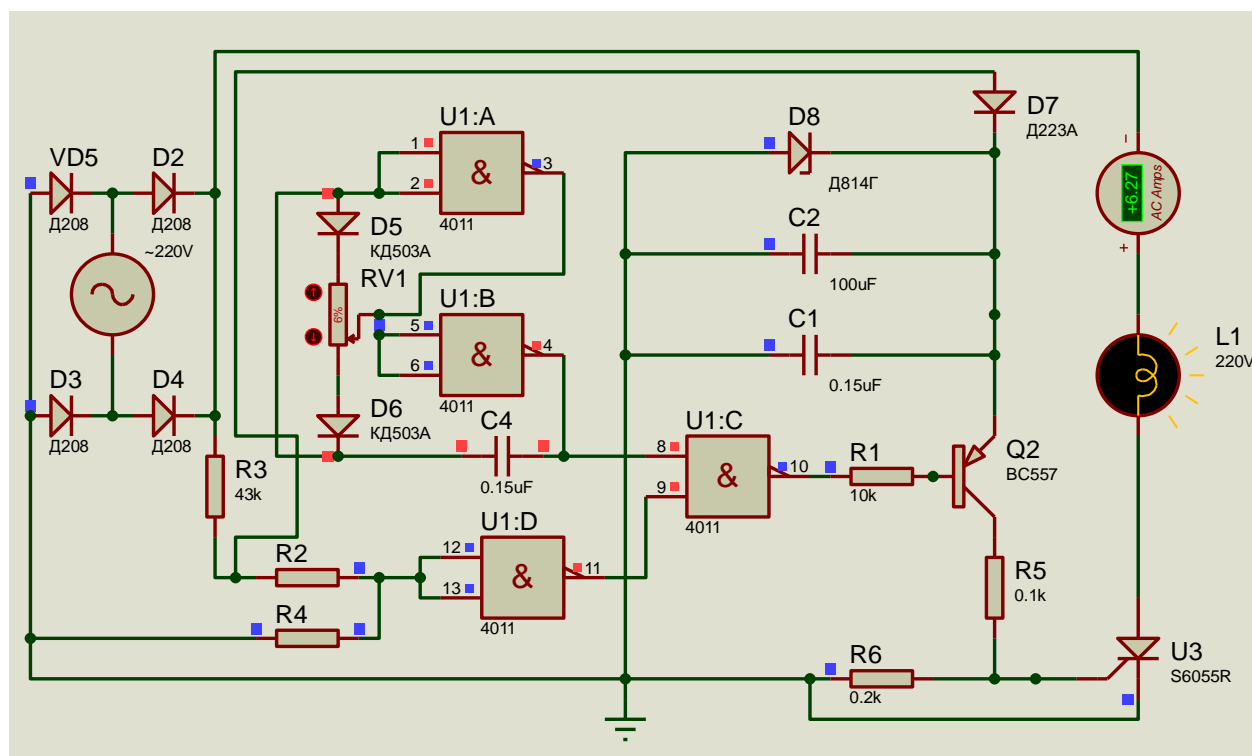 U1:A
1
2
3
&
4011
D7
Д223А
D8
Д814Г
VD5
Д208
D2
Д208
~220V
D5
КД503А
RV1
6%
U1:B
5
6
4
&
4011
C2
100uF
C1
0.15uF
+6.27
AC Amps
−
+
L1
220V
D3
Д208
D4
Д208
D6
КД503А
C4
0.15uF
U1:C
8
9
10
&
4011
R1
10k
Q2
BC557
R3
43k
R2
R4
U1:D
12
13
11
&
4011
R5
0.1k
R6
0.2k
U3
S6055R